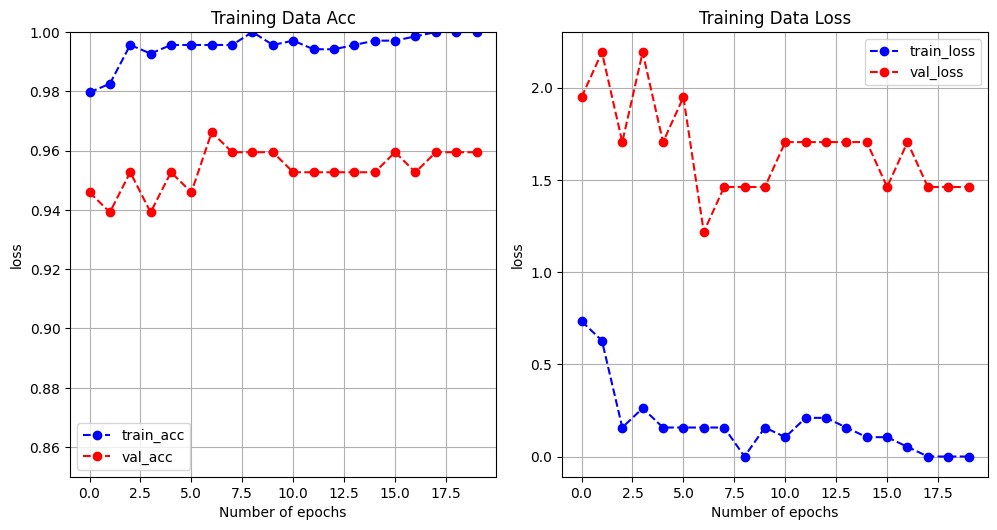 Training Data Acc
1.00
0.98
0.96
0.94
0.92
0.90
0.88
0.86
loss
train_acc
val_acc
0.0 2.5 5.0 7.5 10.0 12.5 15.0 17.5
Number of epochs
Training Data Loss
train_loss
val_loss
2.0
1.5
1.0
0.5
0.0
loss
0.0 2.5 5.0 7.5 10.0 12.5 15.0 17.5
Number of epochs